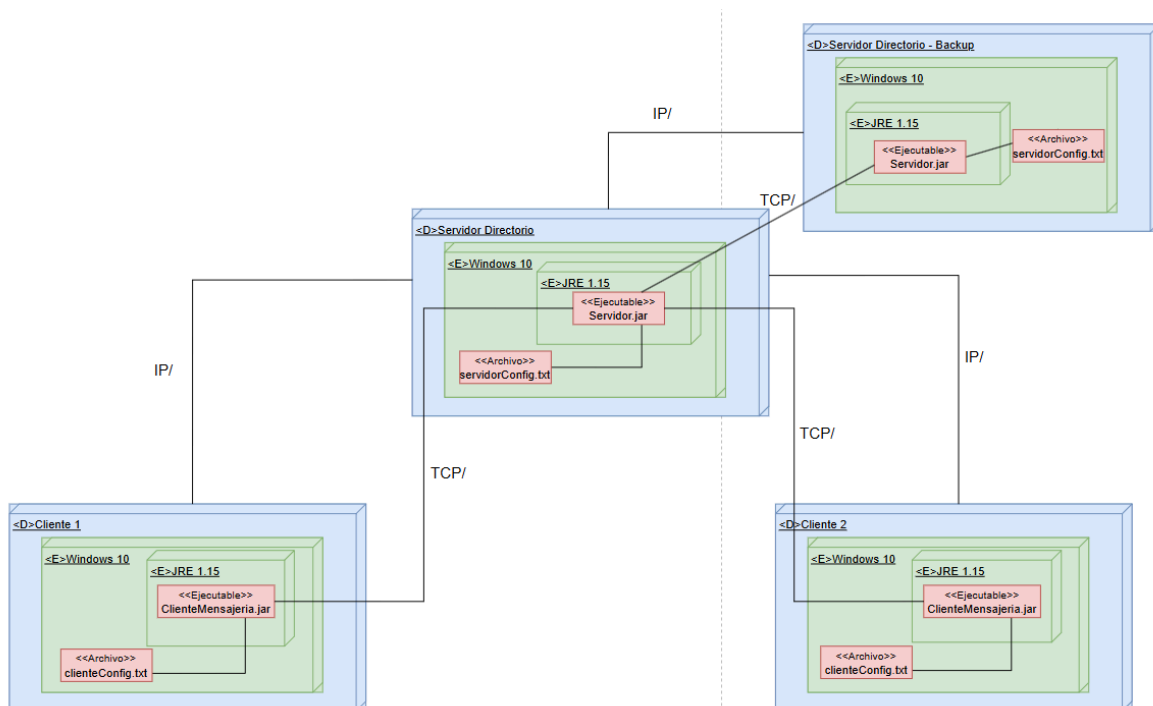 <D>Servidor Directorio - Backup
<E>Windows 10
<E>JRE 1.15
<<Ejecutable>>
Servidor.jar
<<Archivo>>
servidorConfig.txt
IP/
TCP/
<D>Servidor Directorio
<E>Windows 10
<E>JRE 1.15
<<Ejecutable>>
Servidor.jar
<<Archivo>>
servidorConfig.txt
IP/
IP/
TCP/
TCP/
<D>Cliente 1
<E>Windows 10
<E>JRE 1.15
<<Ejecutable>>
ClienteMensajeria.jar
<<Archivo>>
clienteConfig.txt
<D>Cliente 2
<E>Windows 10
<E>JRE 1.15
<<Ejecutable>>
ClienteMensajeria.jar
<<Archivo>>
clienteConfig.txt